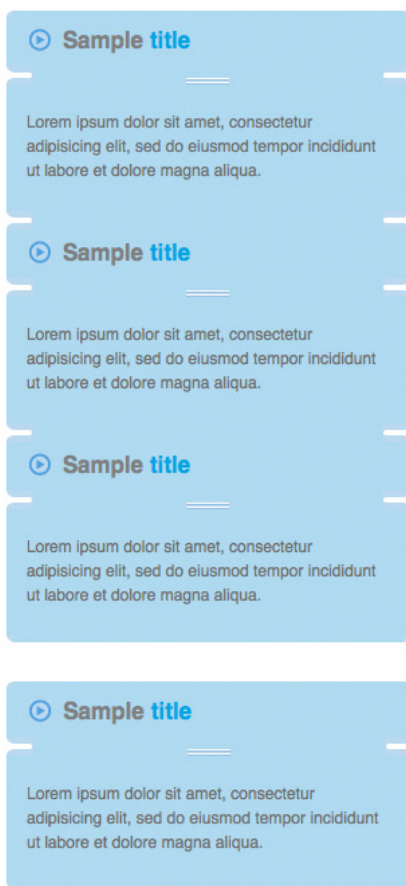 Sample title
Lorem ipsum dolor sit amet, consectetur
adipisicing elit, sed do eiusmod tempor incididunt
ut labore et dolore magna aliqua.
Sample title
Lorem ipsum dolor sit amet, consectetur
adipisicing elit, sed do eiusmod tempor incididunt
ut labore et dolore magna aliqua.
Sample title
Lorem ipsum dolor sit amet, consectetur
adipisicing elit, sed do eiusmod tempor incididunt
ut labore et dolore magna aliqua.
Sample title
Lorem ipsum dolor sit amet, consectetur
adipisicing elit, sed do eiusmod tempor incididunt
ut labore et dolore magna aliqua.